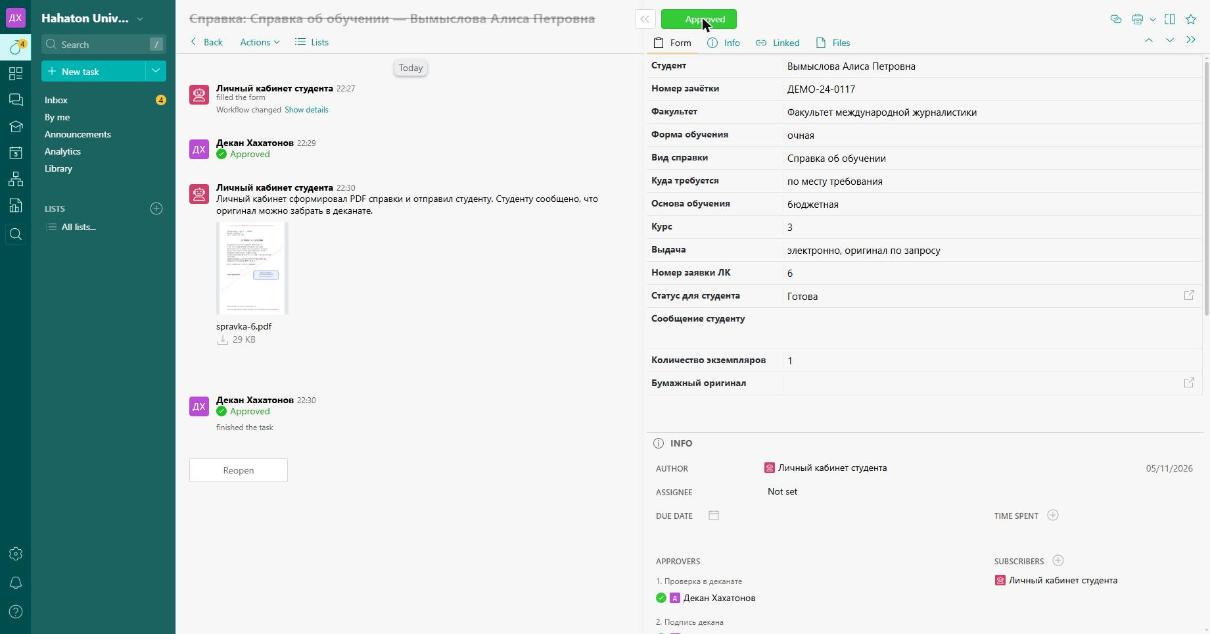 ДХ
Hahaton Univ...
Search
/
New task
Inbox
4
By me
Announcements
Analytics
Library
LISTS
All lists...
4
Справка: Справка об обучении — Вымыслова Алиса Петровна
Back
Actions
Lists
Today
Личный кабинет студента 22:27
filled the form
Workflow changed Show details
ДХ
Декан Хахатонов 22:29
Approved
Личный кабинет студента 22:30
Личный кабинет сформировал PDF справки и отправил студенту. Студенту сообщено, что
оригинал можно забрать в деканате.
spravka-6.pdf
29 KB
ДХ
Декан Хахатонов 22:30
Approved
finished the task
Reopen
Approved
Form
Info
Linked
Files
Студент Вымыслова Алиса Петровна
Номер зачётки ДЕМО-24-0117
Факультет Факультет международной журналистики
Форма обучения очная
Вид справки Справка об обучении
Куда требуется по месту требования
Основа обучения бюджетная
Курс 3
Выдача электронно, оригинал по запросу
Номер заявки ЛК 6
Статус для студента Готова
Сообщение студенту
Количество экземпляров 1
Бумажный оригинал
INFO
AUTHOR Личный кабинет студента 05/11/2026
ASSIGNEE Not set
DUE DATE TIME SPENT
APPROVERS SUBSCRIBERS
1. Проверка в деканате Личный кабинет студента
Д Декан Хахатонов
2. Подпись декана